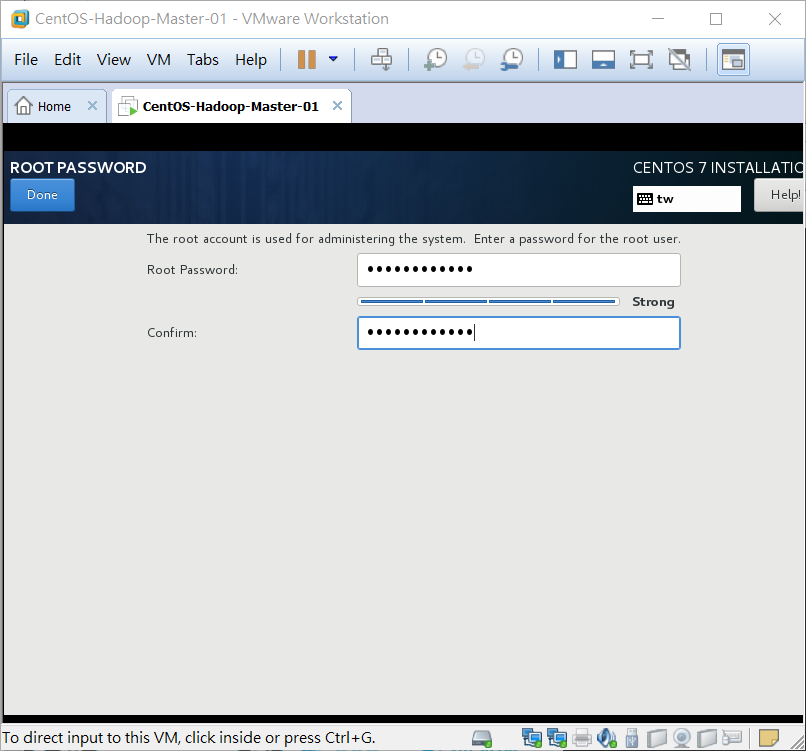 CentOS-Hadoop-Master-01 - VMware Workstation
File Edit View VM Tabs Help
Home CentOS-Hadoop-Master-01
ROOT PASSWORD CENTOS 7 INSTALLATIO
Done tw Help!
The root account is used for administering the system. Enter a password for the root user.
Root Password: ●●●●●●●●●●●●
Strong
Confirm: ●●●●●●●●●●●●
To direct input to this VM, click inside or press Ctrl+G.